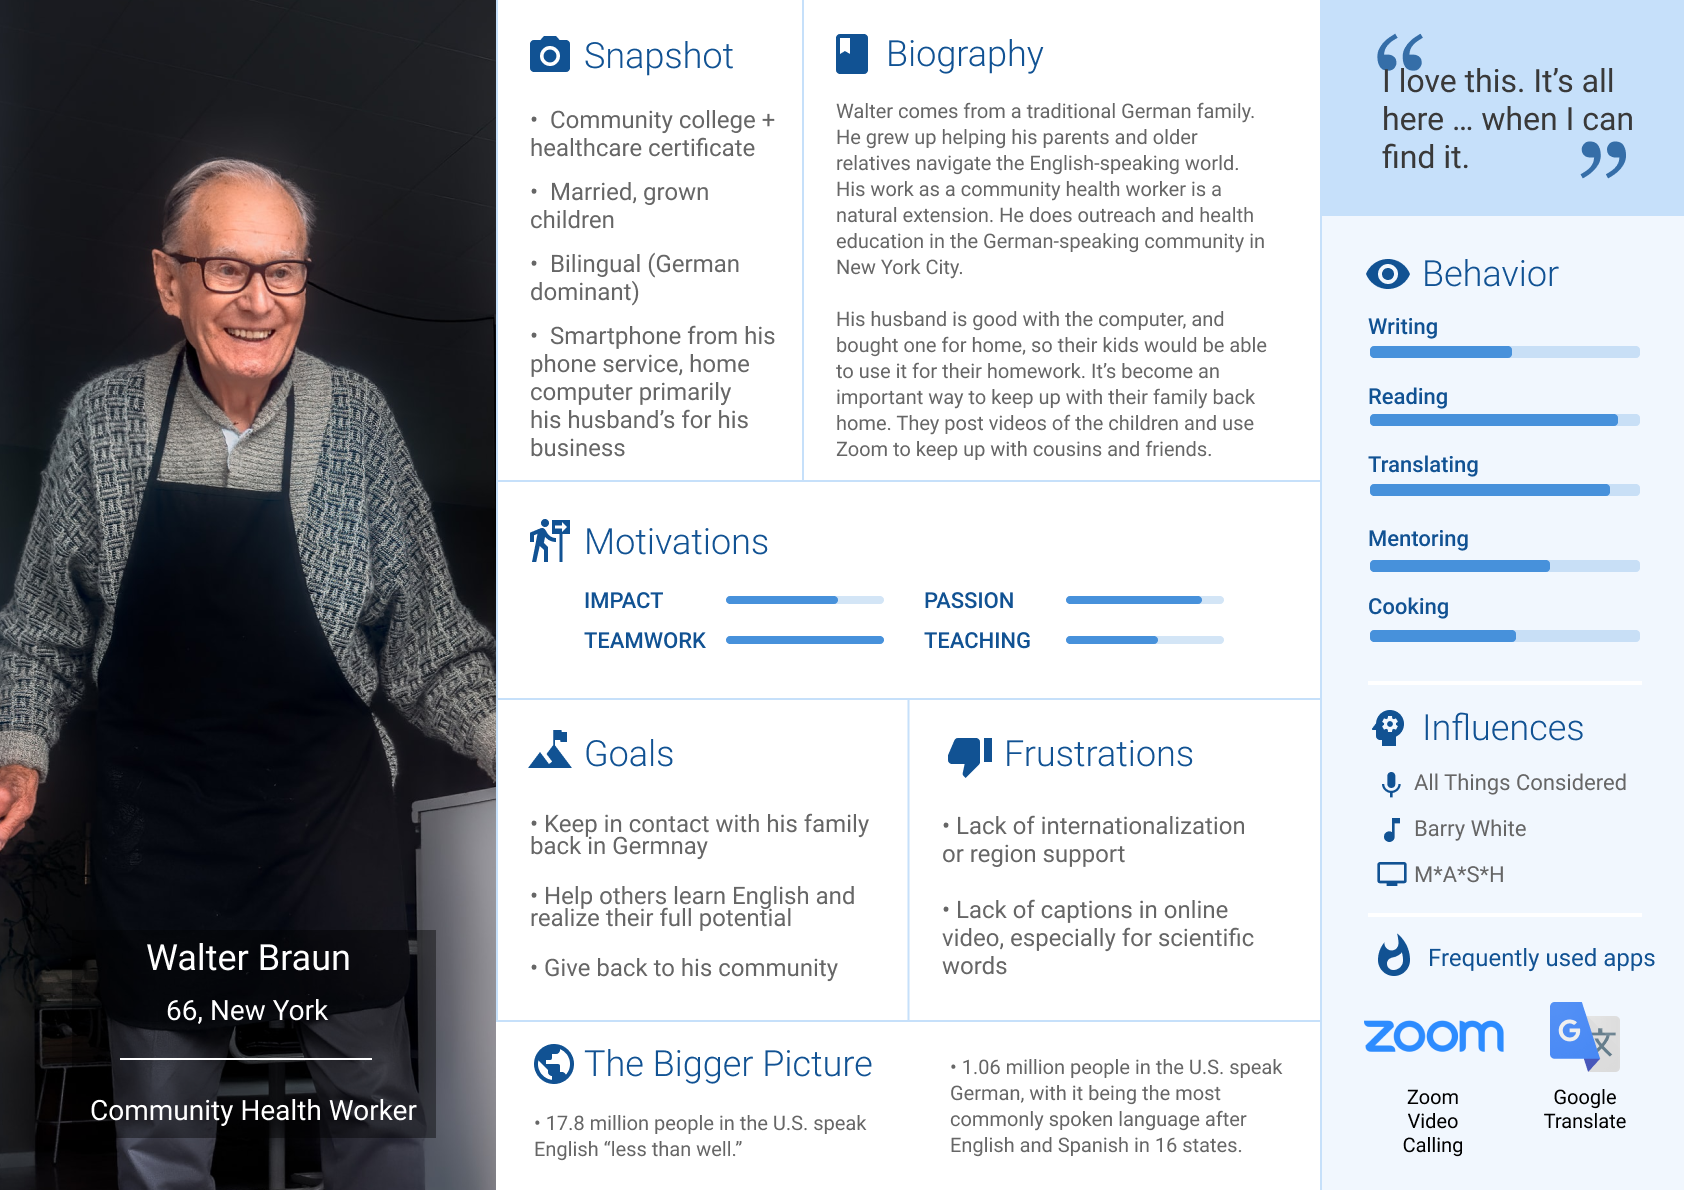 Walter Braun
66, New York
Community Health Worker
Snapshot
• Community college +
healthcare certificate
• Married, grown
children
• Bilingual (German
dominant)
• Smartphone from his
phone service, home
computer primarily
his husband’s for his
business
Biography
Walter comes from a traditional German family.
He grew up helping his parents and older
relatives navigate the English-speaking world.
His work as a community health worker is a
natural extension. He does outreach and health
education in the German-speaking community in
New York City.
His husband is good with the computer, and
bought one for home, so their kids would be able
to use it for their homework. It’s become an
important way to keep up with their family back
home. They post videos of the children and use
Zoom to keep up with cousins and friends.
Motivations
IMPACT
PASSION
TEAMWORK
TEACHING
Goals
• Keep in contact with his family
back in Germnay
• Help others learn English and
realize their full potential
• Give back to his community
Frustrations
• Lack of internationalization
or region support
• Lack of captions in online
video, especially for scientific
words
The Bigger Picture
• 17.8 million people in the U.S. speak
English “less than well.”
• 1.06 million people in the U.S. speak
German, with it being the most
commonly spoken language after
English and Spanish in 16 states.
“
I love this. It’s all
here ... when I can
find it.
”
Behavior
Writing
Reading
Translating
Mentoring
Cooking
Influences
All Things Considered
Barry White
M*A*S*H
Frequently used apps
zoom
G 文
Zoom
Video
Calling
Google
Translate